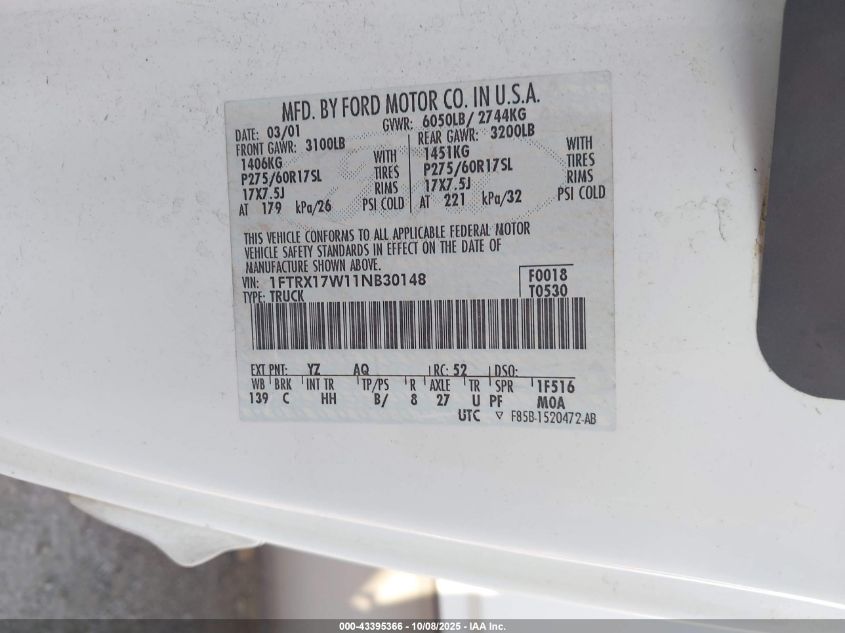 MFD. BY FORD MOTOR CO. IN U.S.A.
DATE: 03/01 GVWR: 6050LB/ 2744KG
FRONT GAWR: 3100LB REAR GAWR: 3200LB
1406KG WITH 1451KG WITH
P275/60R17SL TIRES P275/60R17SL TIRES
17X7.5J RIMS 17X7.5J RIMS
AT 179 kPa/26 PSI COLD AT 221 kPa/32 PSI COLD
THIS VEHICLE CONFORMS TO ALL APPLICABLE FEDERAL MOTOR
VEHICLE SAFETY STANDARDS IN EFFECT ON THE DATE OF
MANUFACTURE SHOWN ABOVE.
VIN: 1FTRX17W11NB30148 F0018
TYPE: TRUCK T0530
EXT PNT: YZ AQ RC: 52 DSO:
WB BRK INT TR TP/PS R AXLE TR SPR 1F516
139 C HH B/ 8 27 U PF MOA
UTC F85B-1520472-AB
000-43395366 - 10/08/2025 - IAA Inc.